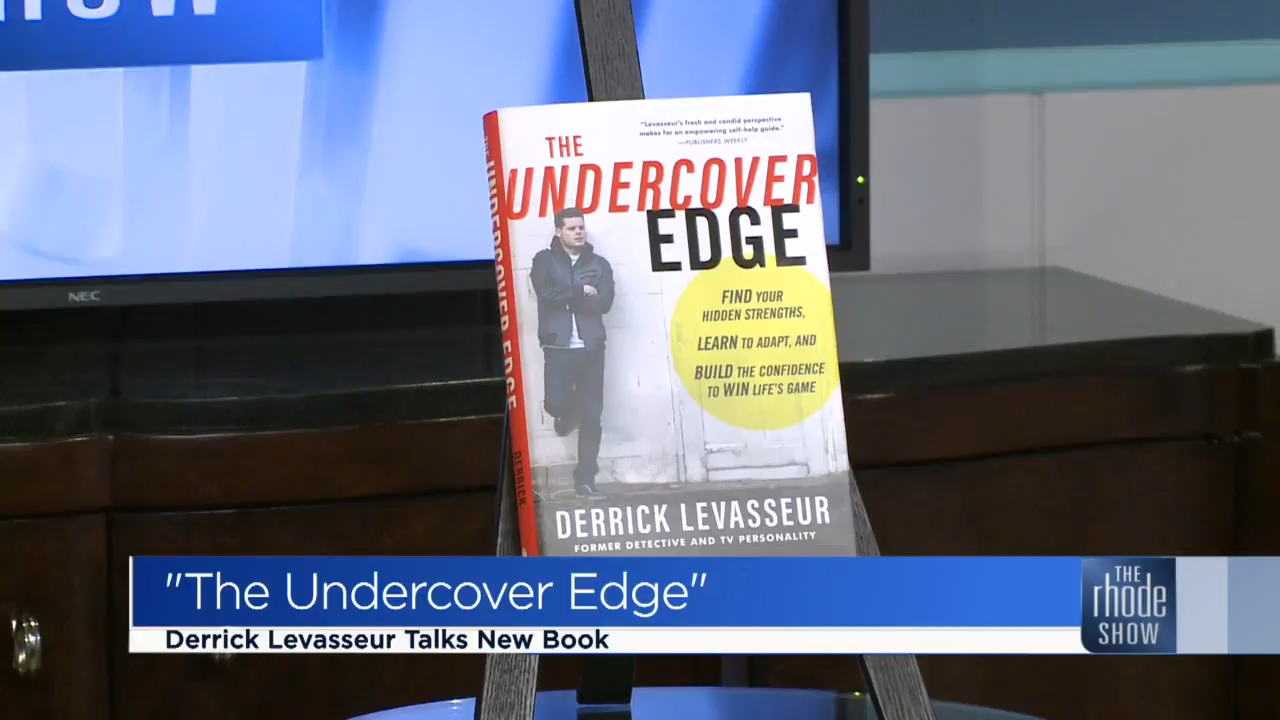 SHOW
NEC
"Levasseur's fresh and candid perspective
makes for an empowering self-help guide."
—PUBLISHERS WEEKLY
THE
UNDERCOVER
EDGE
FIND YOUR
HIDDEN STRENGTHS,
LEARN TO ADAPT, AND
BUILD THE CONFIDENCE
TO WIN LIFE'S GAME
DERRICK LEVASSEUR
FORMER DETECTIVE AND TV PERSONALITY
THE UNDERCOVER EDGE
DERRICK
"The Undercover Edge"
Derrick Levasseur Talks New Book
THE
rhode
SHOW